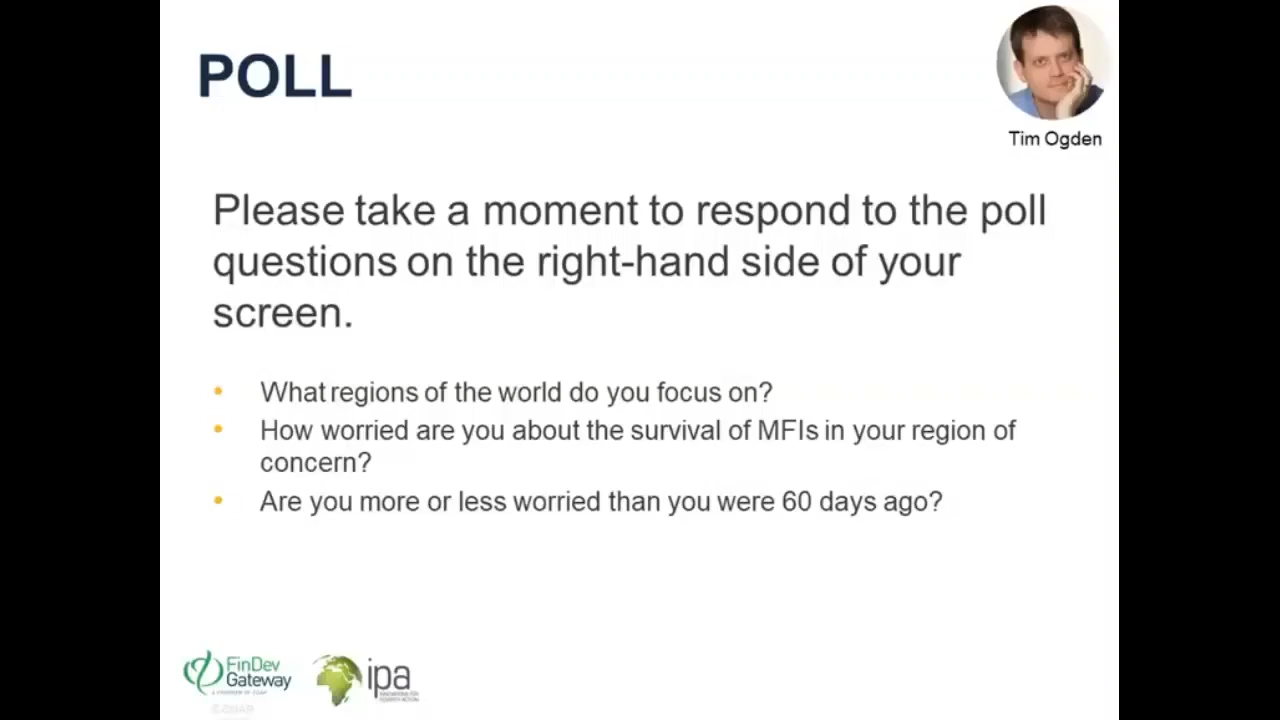 POLL
Tim Ogden
Please take a moment to respond to the poll
questions on the right-hand side of your
screen.
• What regions of the world do you focus on?
• How worried are you about the survival of MFIs in your region of
concern?
• Are you more or less worried than you were 60 days ago?
FinDev
Gateway
ipa